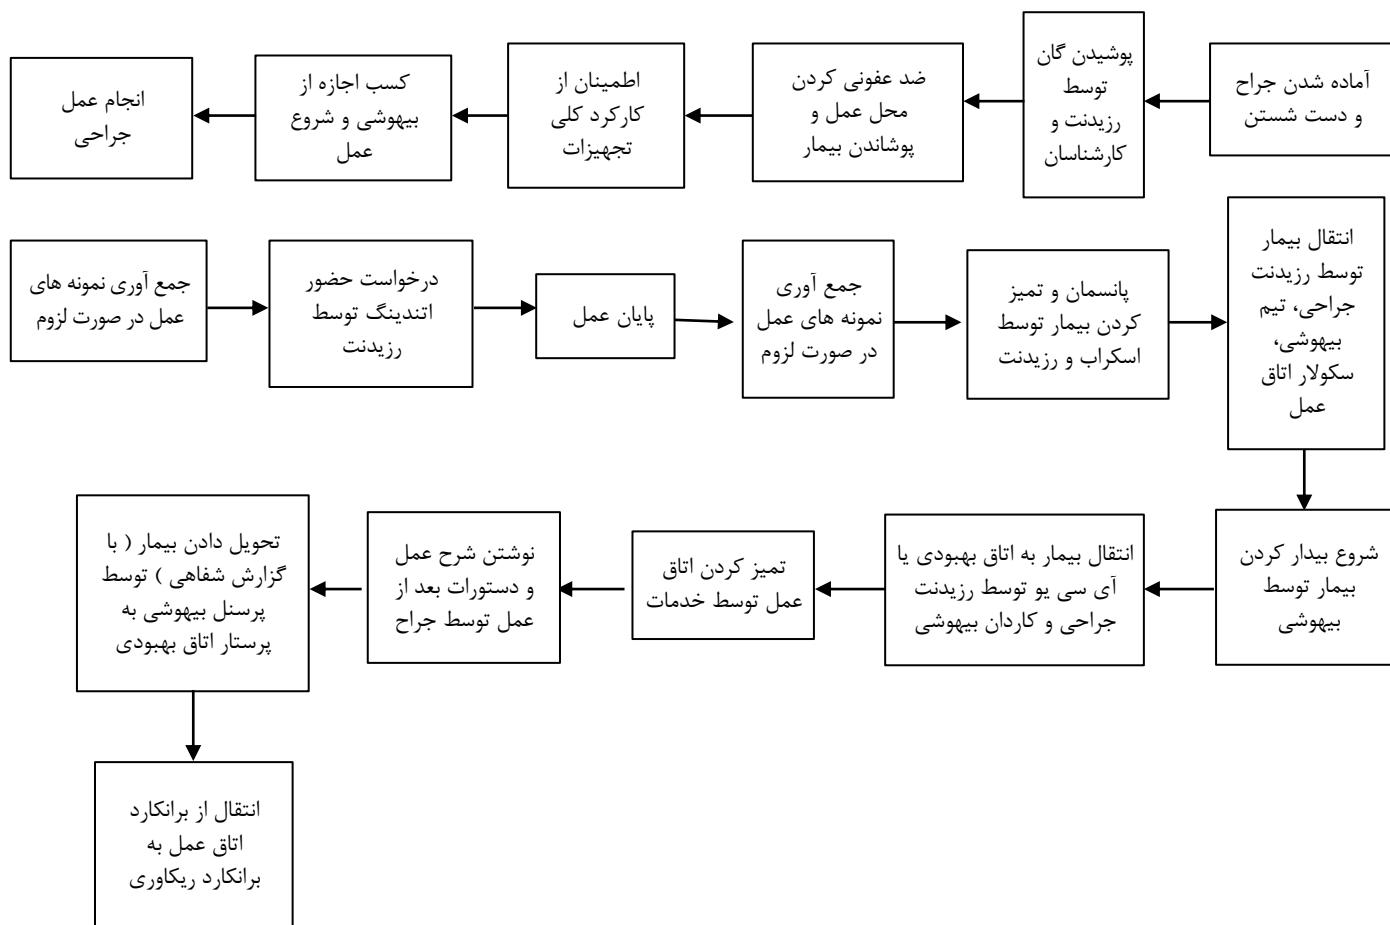 آماده شدن جراح
و دست شستن
پوشیدن گان
توسط
رزیدنت و
کارشناسان
ضد عفونی کردن
محل عمل و
پوشاندن بیمار
اطمینان از
کارکرد کلی
تجهیزات
کسب اجازه از
بیهوشی و شروع
عمل
انجام عمل
جراحی
جمع آوری نمونه های
عمل در صورت لزوم
درخواست حضور
اتندینگ توسط
رزیدنت
پایان عمل
جمع آوری
نمونه های عمل
در صورت لزوم
پانسمان و تمیز
کردن بیمار توسط
اسکراب و رزیدنت
انتقال بیمار
توسط رزیدنت
جراحی، تیم
بیهوشی،
سکولار اتاق
عمل
شروع بیدار کردن
بیمار توسط
بیهوشی
انتقال بیمار به اتاق بهبودی یا
آی سی یو توسط رزیدنت
جراحی و کاردان بیهوشی
تمیز کردن اتاق
عمل توسط خدمات
نوشتن شرح عمل
و دستورات بعد از
عمل توسط جراح
تحویل دادن بیمار ( با
گزارش شفاهی ) توسط
پرسنل بیهوشی به
پرستار اتاق بهبودی
انتقال از برانکارد
اتاق عمل به
برانکارد ریکاوری